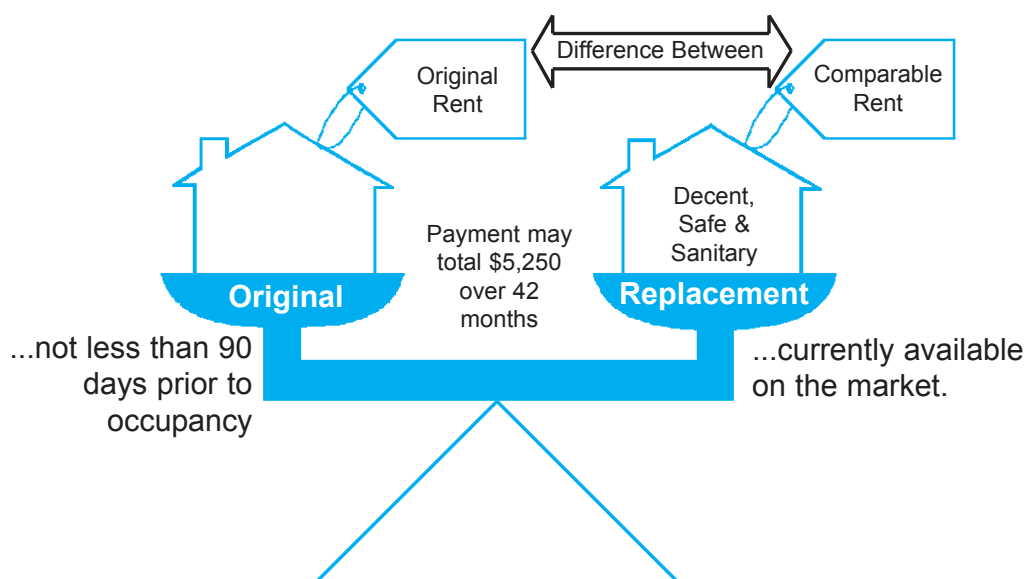 Difference Between
Original
Rent
Comparable
Rent
Decent,
Safe &
Sanitary
Payment may
total $5,250
over 42
months
Original
Replacement
...not less than 90
days prior to
occupancy
...currently available
on the market.